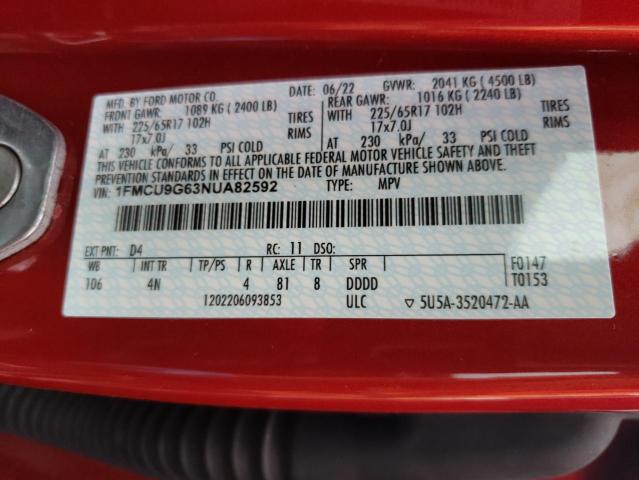 MFD. BY FORD MOTOR CO. DATE: 06/22 GVWR: 2041 KG ( 4500 LB)
FRONT GAWR: 1089 KG ( 2400 LB) REAR GAWR: 1016 KG ( 2240 LB)
WITH 225/65R17 102H TIRES WITH 225/65R17 102H TIRES
17x7.0J RIMS 17x7.0J RIMS
AT 230 kPa/ 33 PSI COLD AT 230 kPa/ 33 PSI COLD
THIS VEHICLE CONFORMS TO ALL APPLICABLE FEDERAL MOTOR VEHICLE SAFETY AND THEFT
PREVENTION STANDARDS IN EFFECT ON THE DATE OF MANUFACTURE SHOWN ABOVE.
VIN: 1FMCU9G63NUA82592 TYPE: MPV
EXT PNT: D4 RC: 11 DSO:
WB INT TR TP/PS R AXLE TR SPR F0147
106 4N 4 81 8 DDDD T0153
1202206093853 ULC ▽ 5U5A-3520472-AA